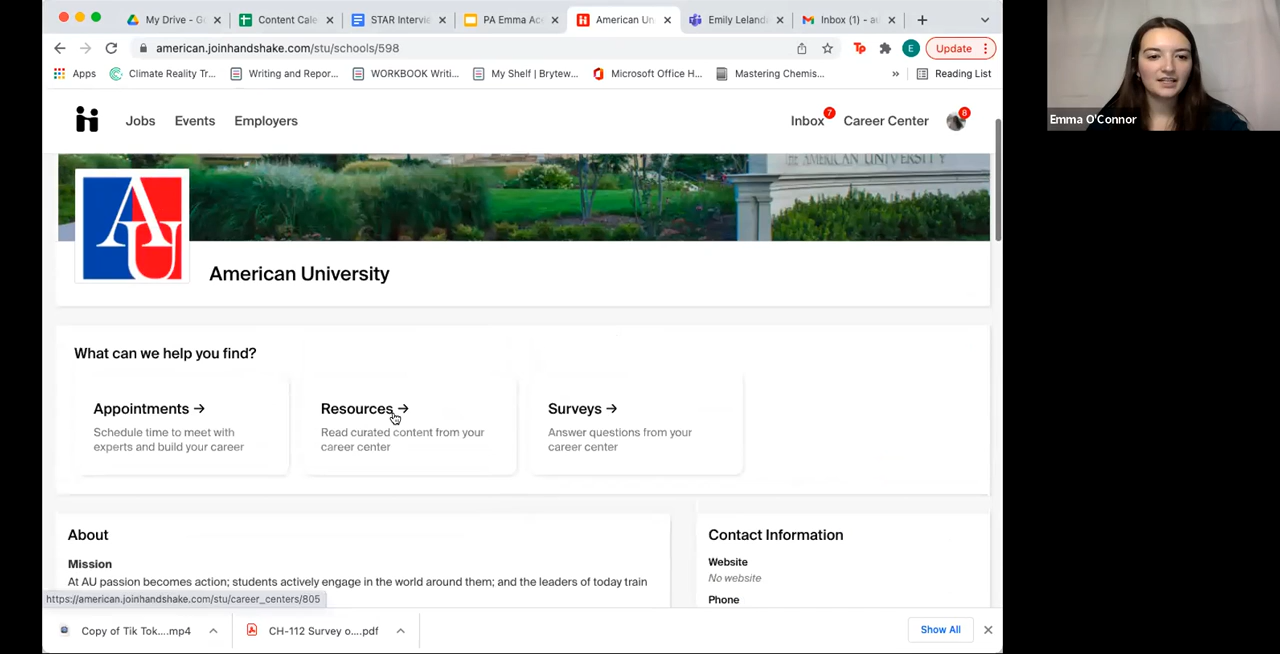 My Drive - Go
Content Cale
STAR Intervie
PA Emma Acc
American Un
Emily Leland
Inbox (1) - au
american.joinhandshake.com/stu/schools/598
E
Update
Apps
Climate Reality Tr...
Writing and Repor...
WORKBOOK Writi...
My Shelf | Brytew...
Microsoft Office H...
Mastering Chemis...
»
Reading List
Jobs
Events
Employers
Inbox
7
Career Center
8
AMERICAN UNIVERSITY
AU
American University
What can we help you find?
Appointments →
Schedule time to meet with
experts and build your career
Resources →
Read curated content from your
career center
Surveys →
Answer questions from your
career center
About
Mission
At AU passion becomes action; students actively engage in the world around them; and the leaders of today train
Contact Information
Website
No website
Phone
https://american.joinhandshake.com/stu/career_centers/805
Copy of Tik Tok....mp4
CH-112 Survey o....pdf
Show All
Emma O'Connor